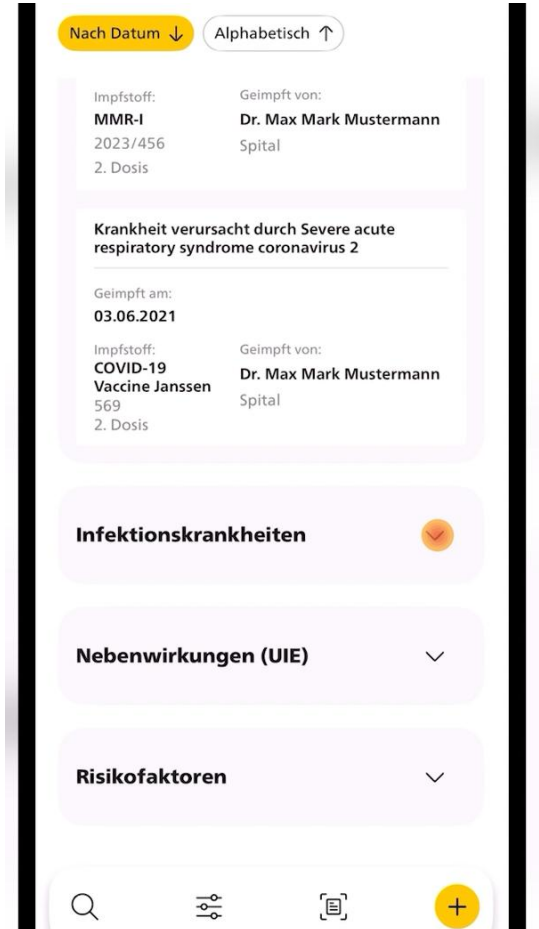 Nach Datum ↓
Alphabetisch ↑
Impfstoff:
Geimpft von:
MMR-I
Dr. Max Mark Mustermann
2023/456
Spital
2. Dosis
Krankheit verursacht durch Severe acute
respiratory syndrome coronavirus 2
Geimpft am:
03.06.2021
Impfstoff:
Geimpft von:
COVID-19
Vaccine Janssen
Dr. Max Mark Mustermann
569
Spital
2. Dosis
Infektionskrankheiten
Nebenwirkungen (UIE)
Risikofaktoren